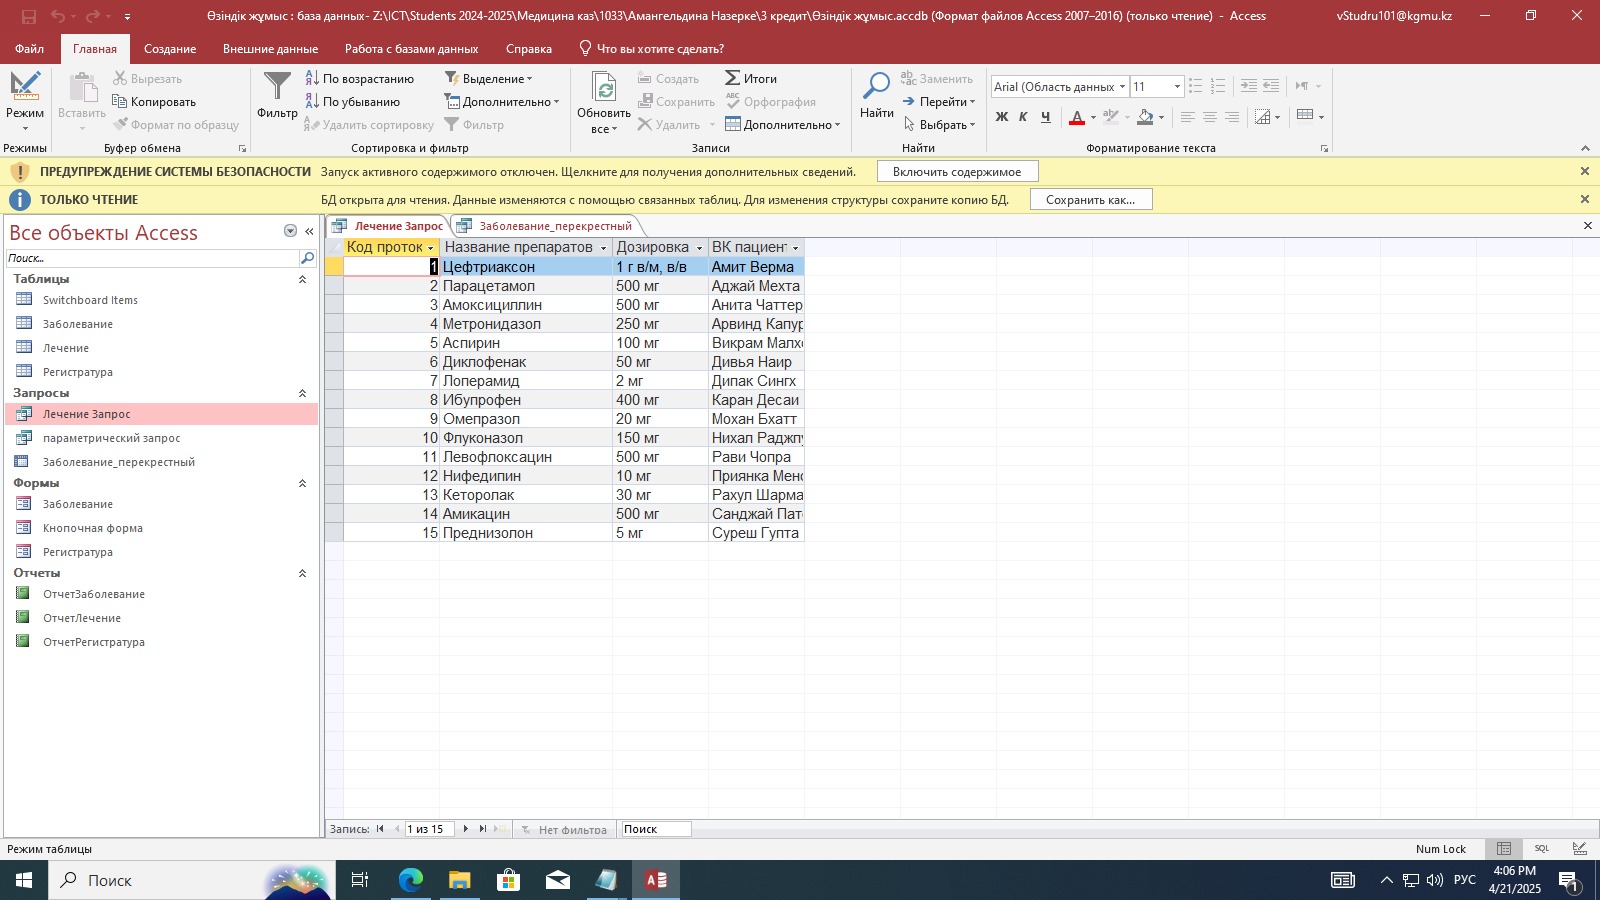 Өзіндік жұмыс : база данных- Z:\ICT\Students 2024-2025\Медицина каз\1033\Амангельдина Назерке\3 кредит\Өзіндік жұмыс.accdb (Формат файлов Access 2007–2016) (только чтение) - Access vStudru101@kgmu.kz
Файл Главная Создание Внешние данные Работа с базами данных Справка Что вы хотите сделать?
Режим
Режимы
Вставить
Вырезать
Копировать
Формат по образцу
Буфер обмена
Фильтр
По возрастанию
По убыванию
Удалить сортировку
Выделение
Дополнительно
Фильтр
Сортировка и фильтр
Обновить
все
Создать
Сохранить
Удалить
Итоги
Орфография
Дополнительно
Записи
Найти
Заменить
Перейти
Выбрать
Найти
Arial (Область данных 11
Ж К Ч
Форматирование текста
ПРЕДУПРЕЖДЕНИЕ СИСТЕМЫ БЕЗОПАСНОСТИ Запуск активного содержимого отключен. Щелкните для получения дополнительных сведений. Включить содержимое
ТОЛЬКО ЧТЕНИЕ БД открыта для чтения. Данные изменяются с помощью связанных таблиц. Для изменения структуры сохраните копию БД. Сохранить как...
Все объекты Access
Поиск...
Таблицы
Switchboard Items
Заболевание
Лечение
Регистратура
Запросы
Лечение Запрос
параметрический запрос
Заболевание_перекрестный
Формы
Заболевание
Кнопочная форма
Регистратура
Отчеты
ОтчетЗаболевание
ОтчетЛечение
ОтчетРегистратура
Лечение Запрос Заболевание_перекрестный
Код проток Название препаратов Дозировка ВК пациент
1 Цефтриаксон 1 г в/м, в/в Амит Верма
2 Парацетамол 500 мг Аджай Мехта
3 Амоксициллин 500 мг Анита Чаттер
4 Метронидазол 250 мг Арвинд Капур
5 Аспирин 100 мг Викрам Малхо
6 Диклофенак 50 мг Дивья Наир
7 Лоперамид 2 мг Дипак Сингх
8 Ибупрофен 400 мг Каран Десаи
9 Омепразол 20 мг Мохан Бхатт
10 Флуконазол 150 мг Нихал Раджпу
11 Левофлоксацин 500 мг Рави Чопра
12 Нифедипин 10 мг Приянка Мено
13 Кеторолак 30 мг Рахул Шарма
14 Амикацин 500 мг Санджай Пате
15 Преднизолон 5 мг Суреш Гупта
Запись: 1 из 15 Нет фильтра Поиск
Режим таблицы Num Lock SQL
Поиск РУС 4:06 PM
4/21/2025 1